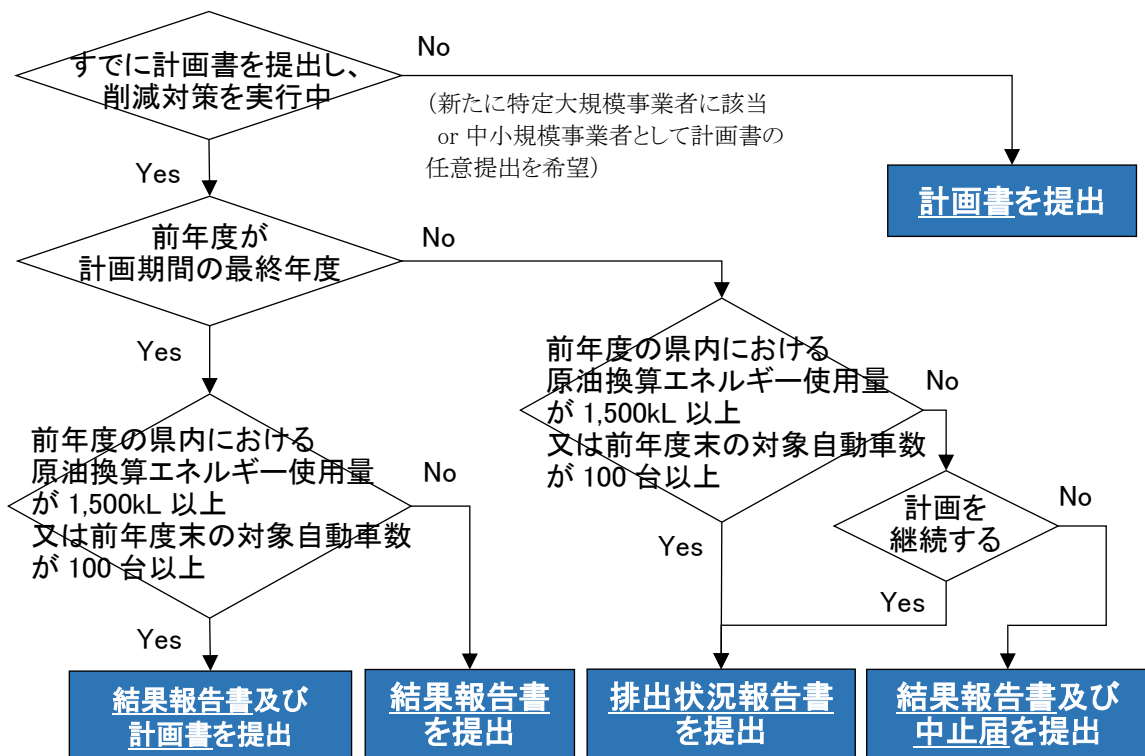 すでに計画書を提出し、
削減対策を実行中
No
（新たに特定大規模事業者に該当
or 中小規模事業者として計画書の
任意提出を希望）
Yes
計画書を提出
前年度が
計画期間の最終年度
No
Yes
前年度の県内における
原油換算エネルギー使用量
が 1,500kL 以上
又は前年度末の対象自動車数
が 100 台以上
No
前年度の県内における
原油換算エネルギー使用量
が 1,500kL 以上
又は前年度末の対象自動車数
が 100 台以上
No
計画を
継続する
No
Yes
Yes
Yes
結果報告書及び
計画書を提出
結果報告書
を提出
排出状況報告書
を提出
結果報告書及び
中止届を提出